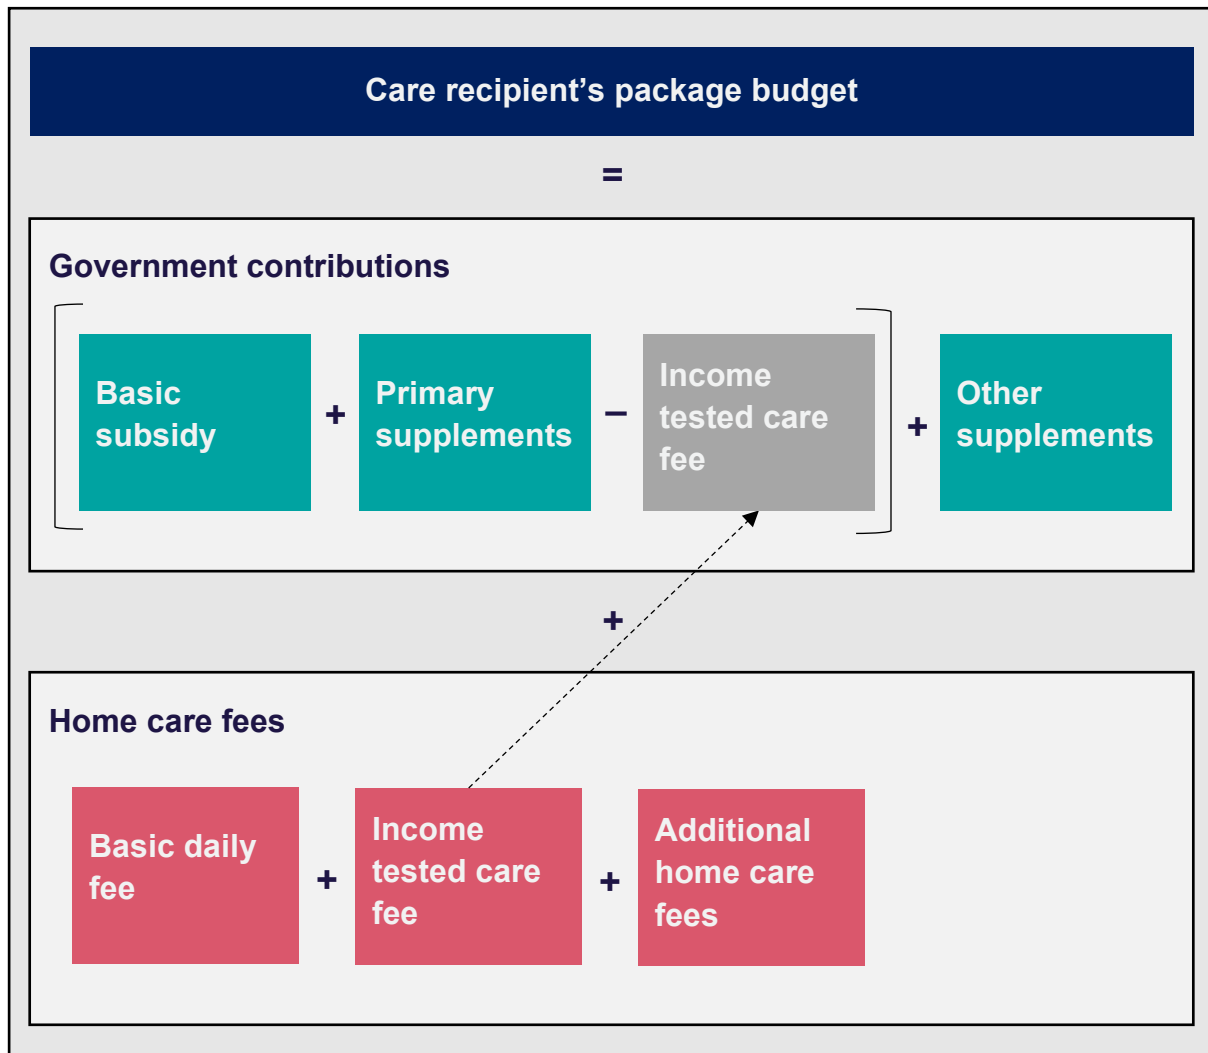 Care recipient’s package budget
=
Government contributions
Basic
subsidy
+
Primary
supplements
–
Income
tested care
fee
+
Other
supplements
+
Home care fees
Basic daily
fee
+
Income
tested care
fee
+
Additional
home care
fees